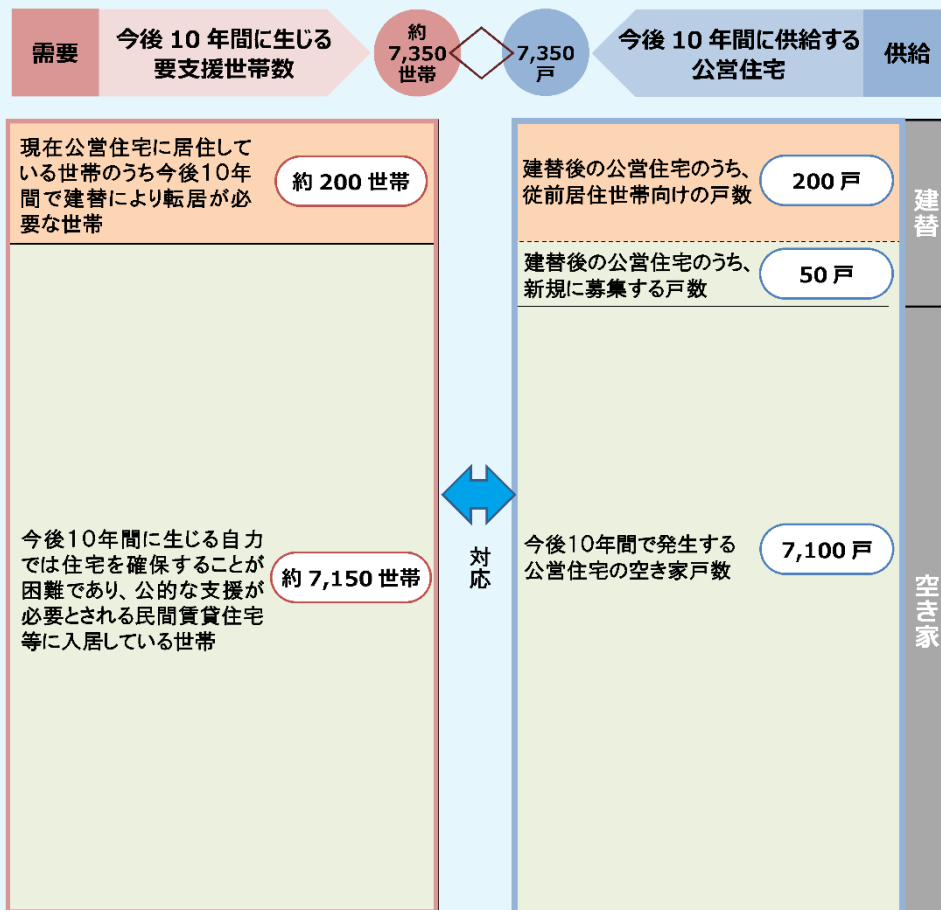 需要
今後 10 年間に生じる
要支援世帯数
約
7,350
世帯
7,350
戸
今後 10 年間に供給する
公営住宅
供給
現在公営住宅に居住して
いる世帯のうち今後10年
間で建替により転居が必
要な世帯
約 200 世帯
今後10年間に生じる自力
では住宅を確保することが
困難であり、公的な支援が
必要とされる民間賃貸住宅
等に入居している世帯
約 7,150 世帯
対応
建替後の公営住宅のうち、
従前居住世帯向けの戸数
200 戸
建替後の公営住宅のうち、
新規に募集する戸数
50 戸
今後10年間で発生する
公営住宅の空き家戸数
7,100 戸
建替
空き家